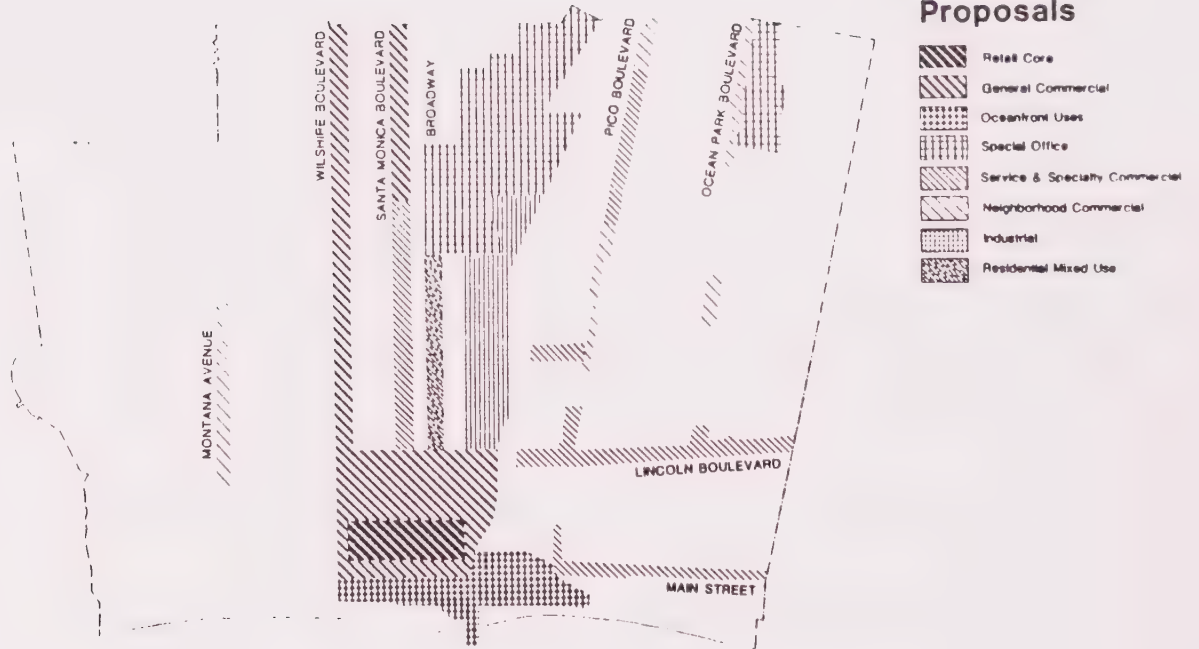 Proposals
Retail Core
General Commercial
Oceanfront Uses
Special Office
Service & Specialty Commercial
Neighborhood Commercial
Industrial
Residential Mixed Use
MONTANA AVENUE
WILSHIRE BOULEVARD
SANTA MONICA BOULEVARD
BROADWAY
PICO BOULEVARD
OCEAN PARK BOULEVARD
LINCOLN BOULEVARD
MAIN STREET